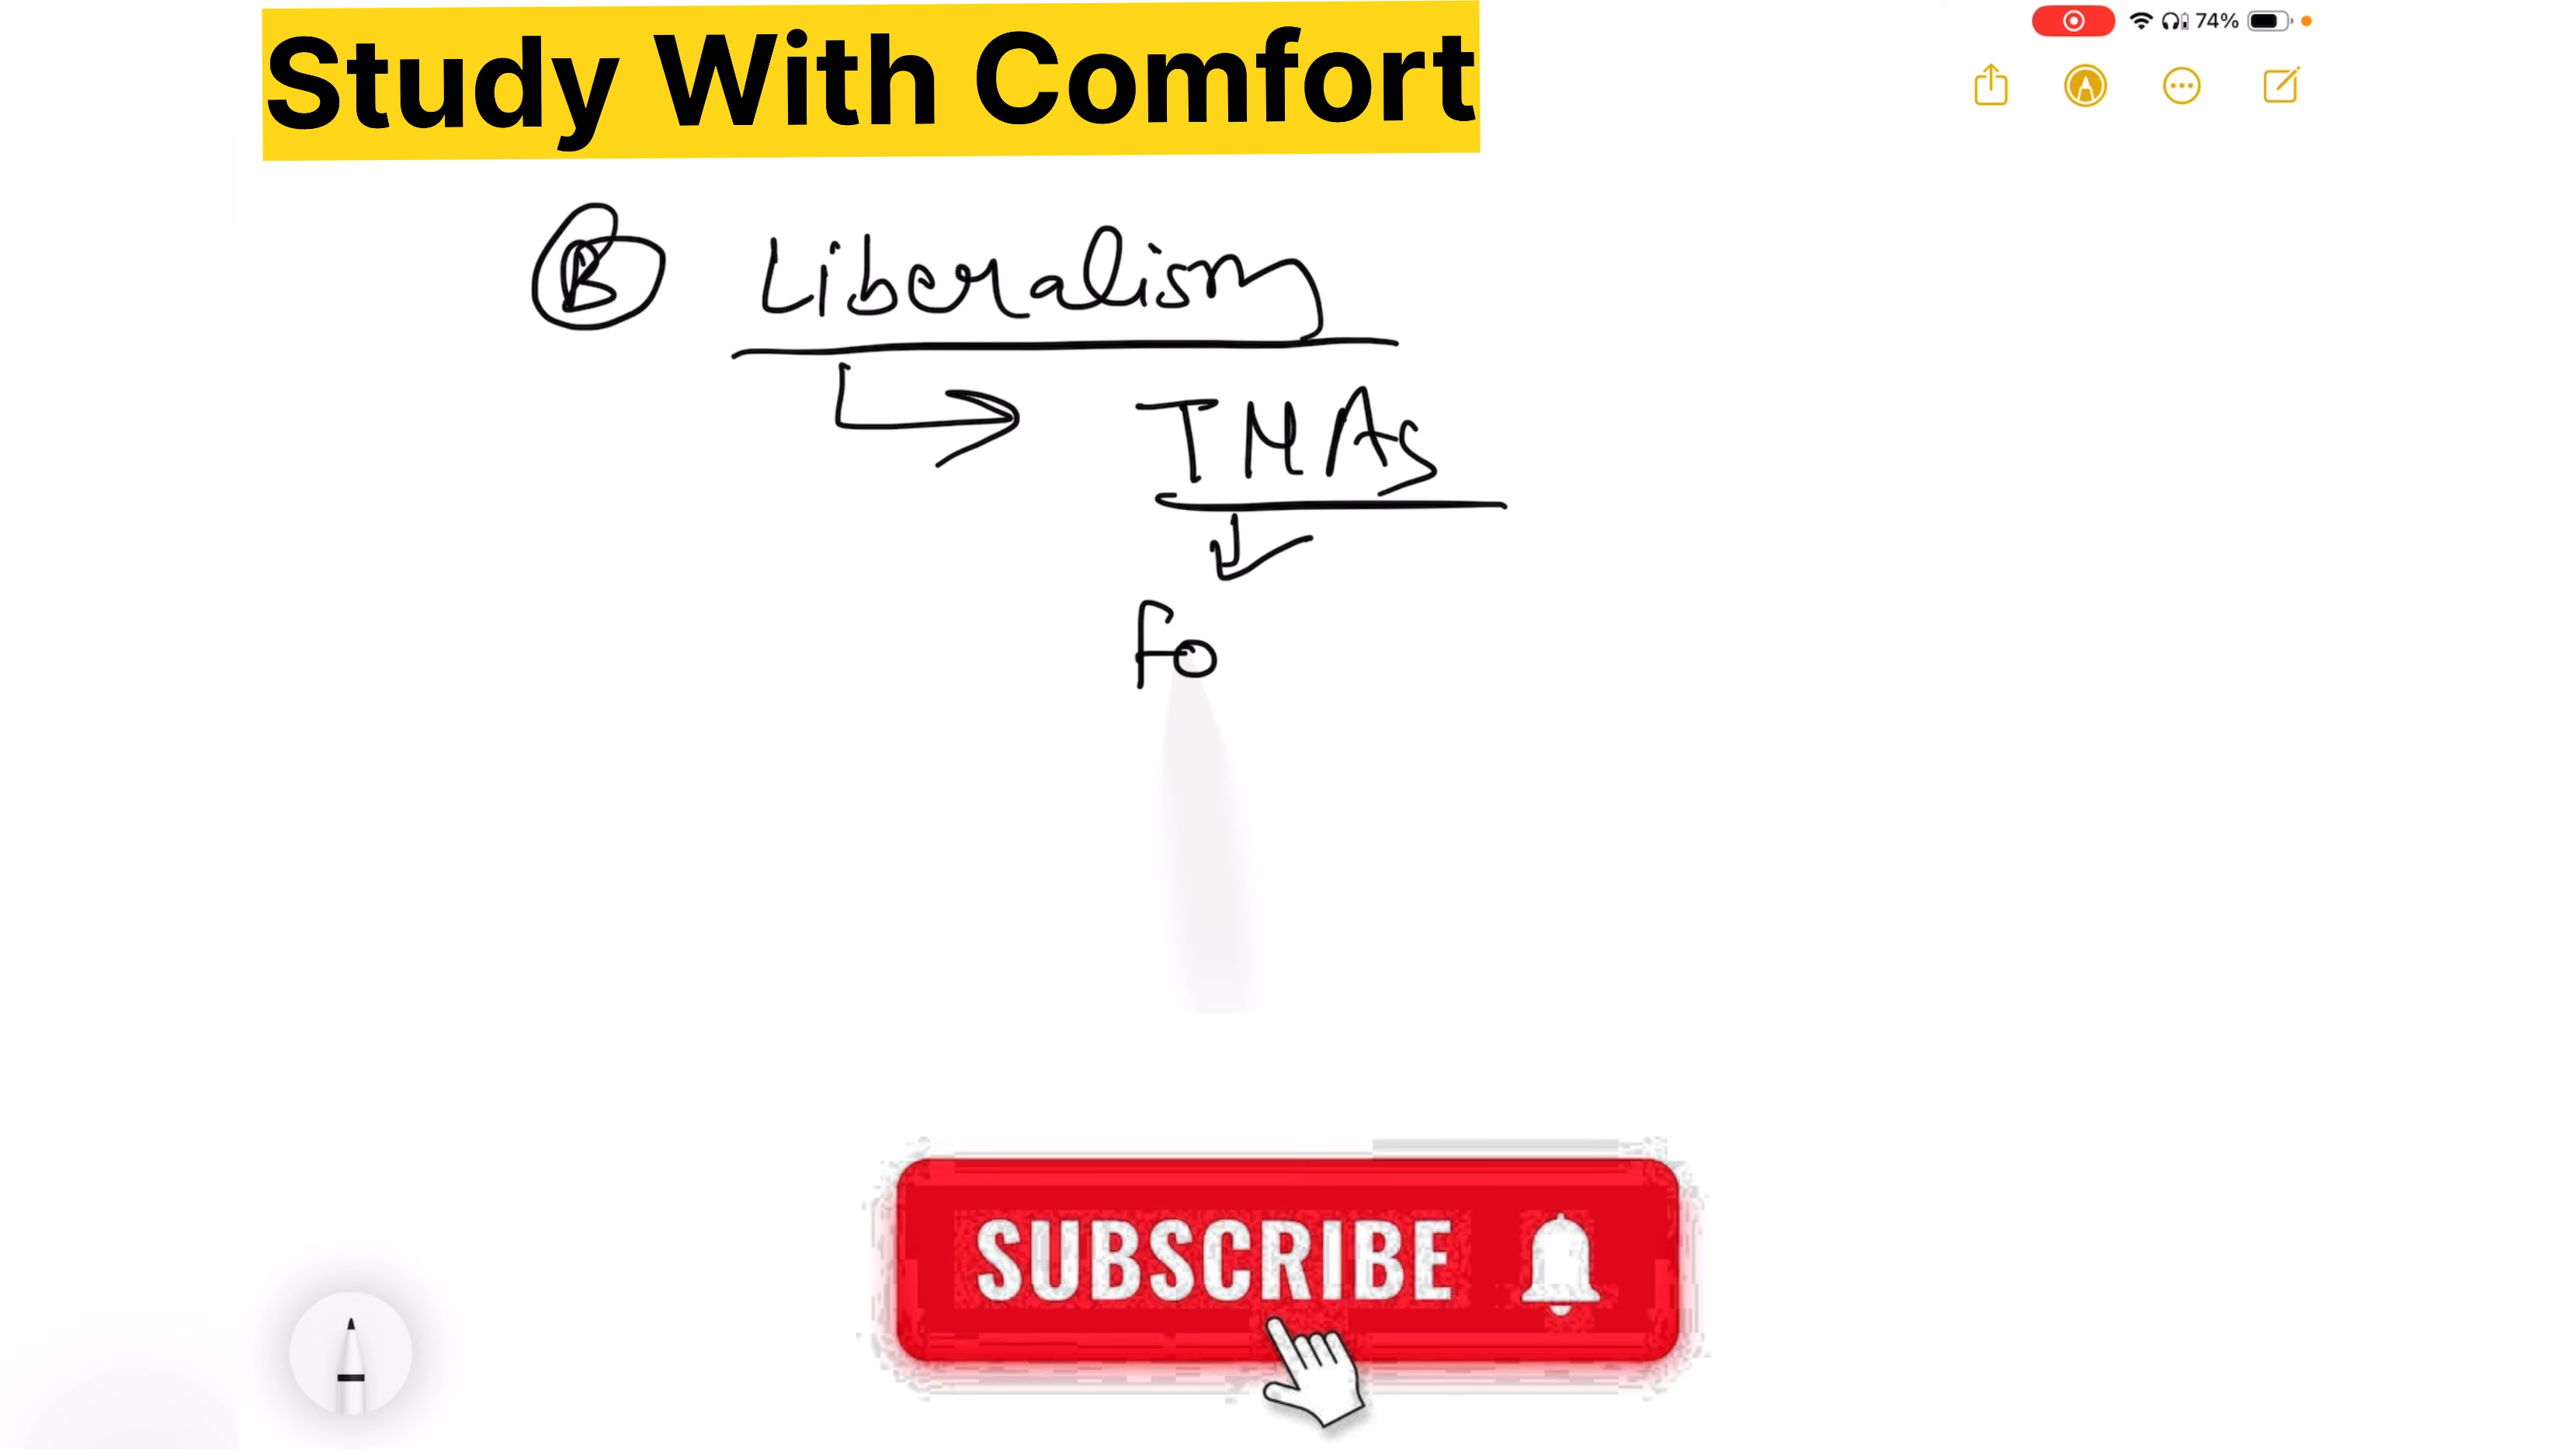 Study With Comfort
74%
B Liberalism
TMAs
Fo
SUBSCRIBE